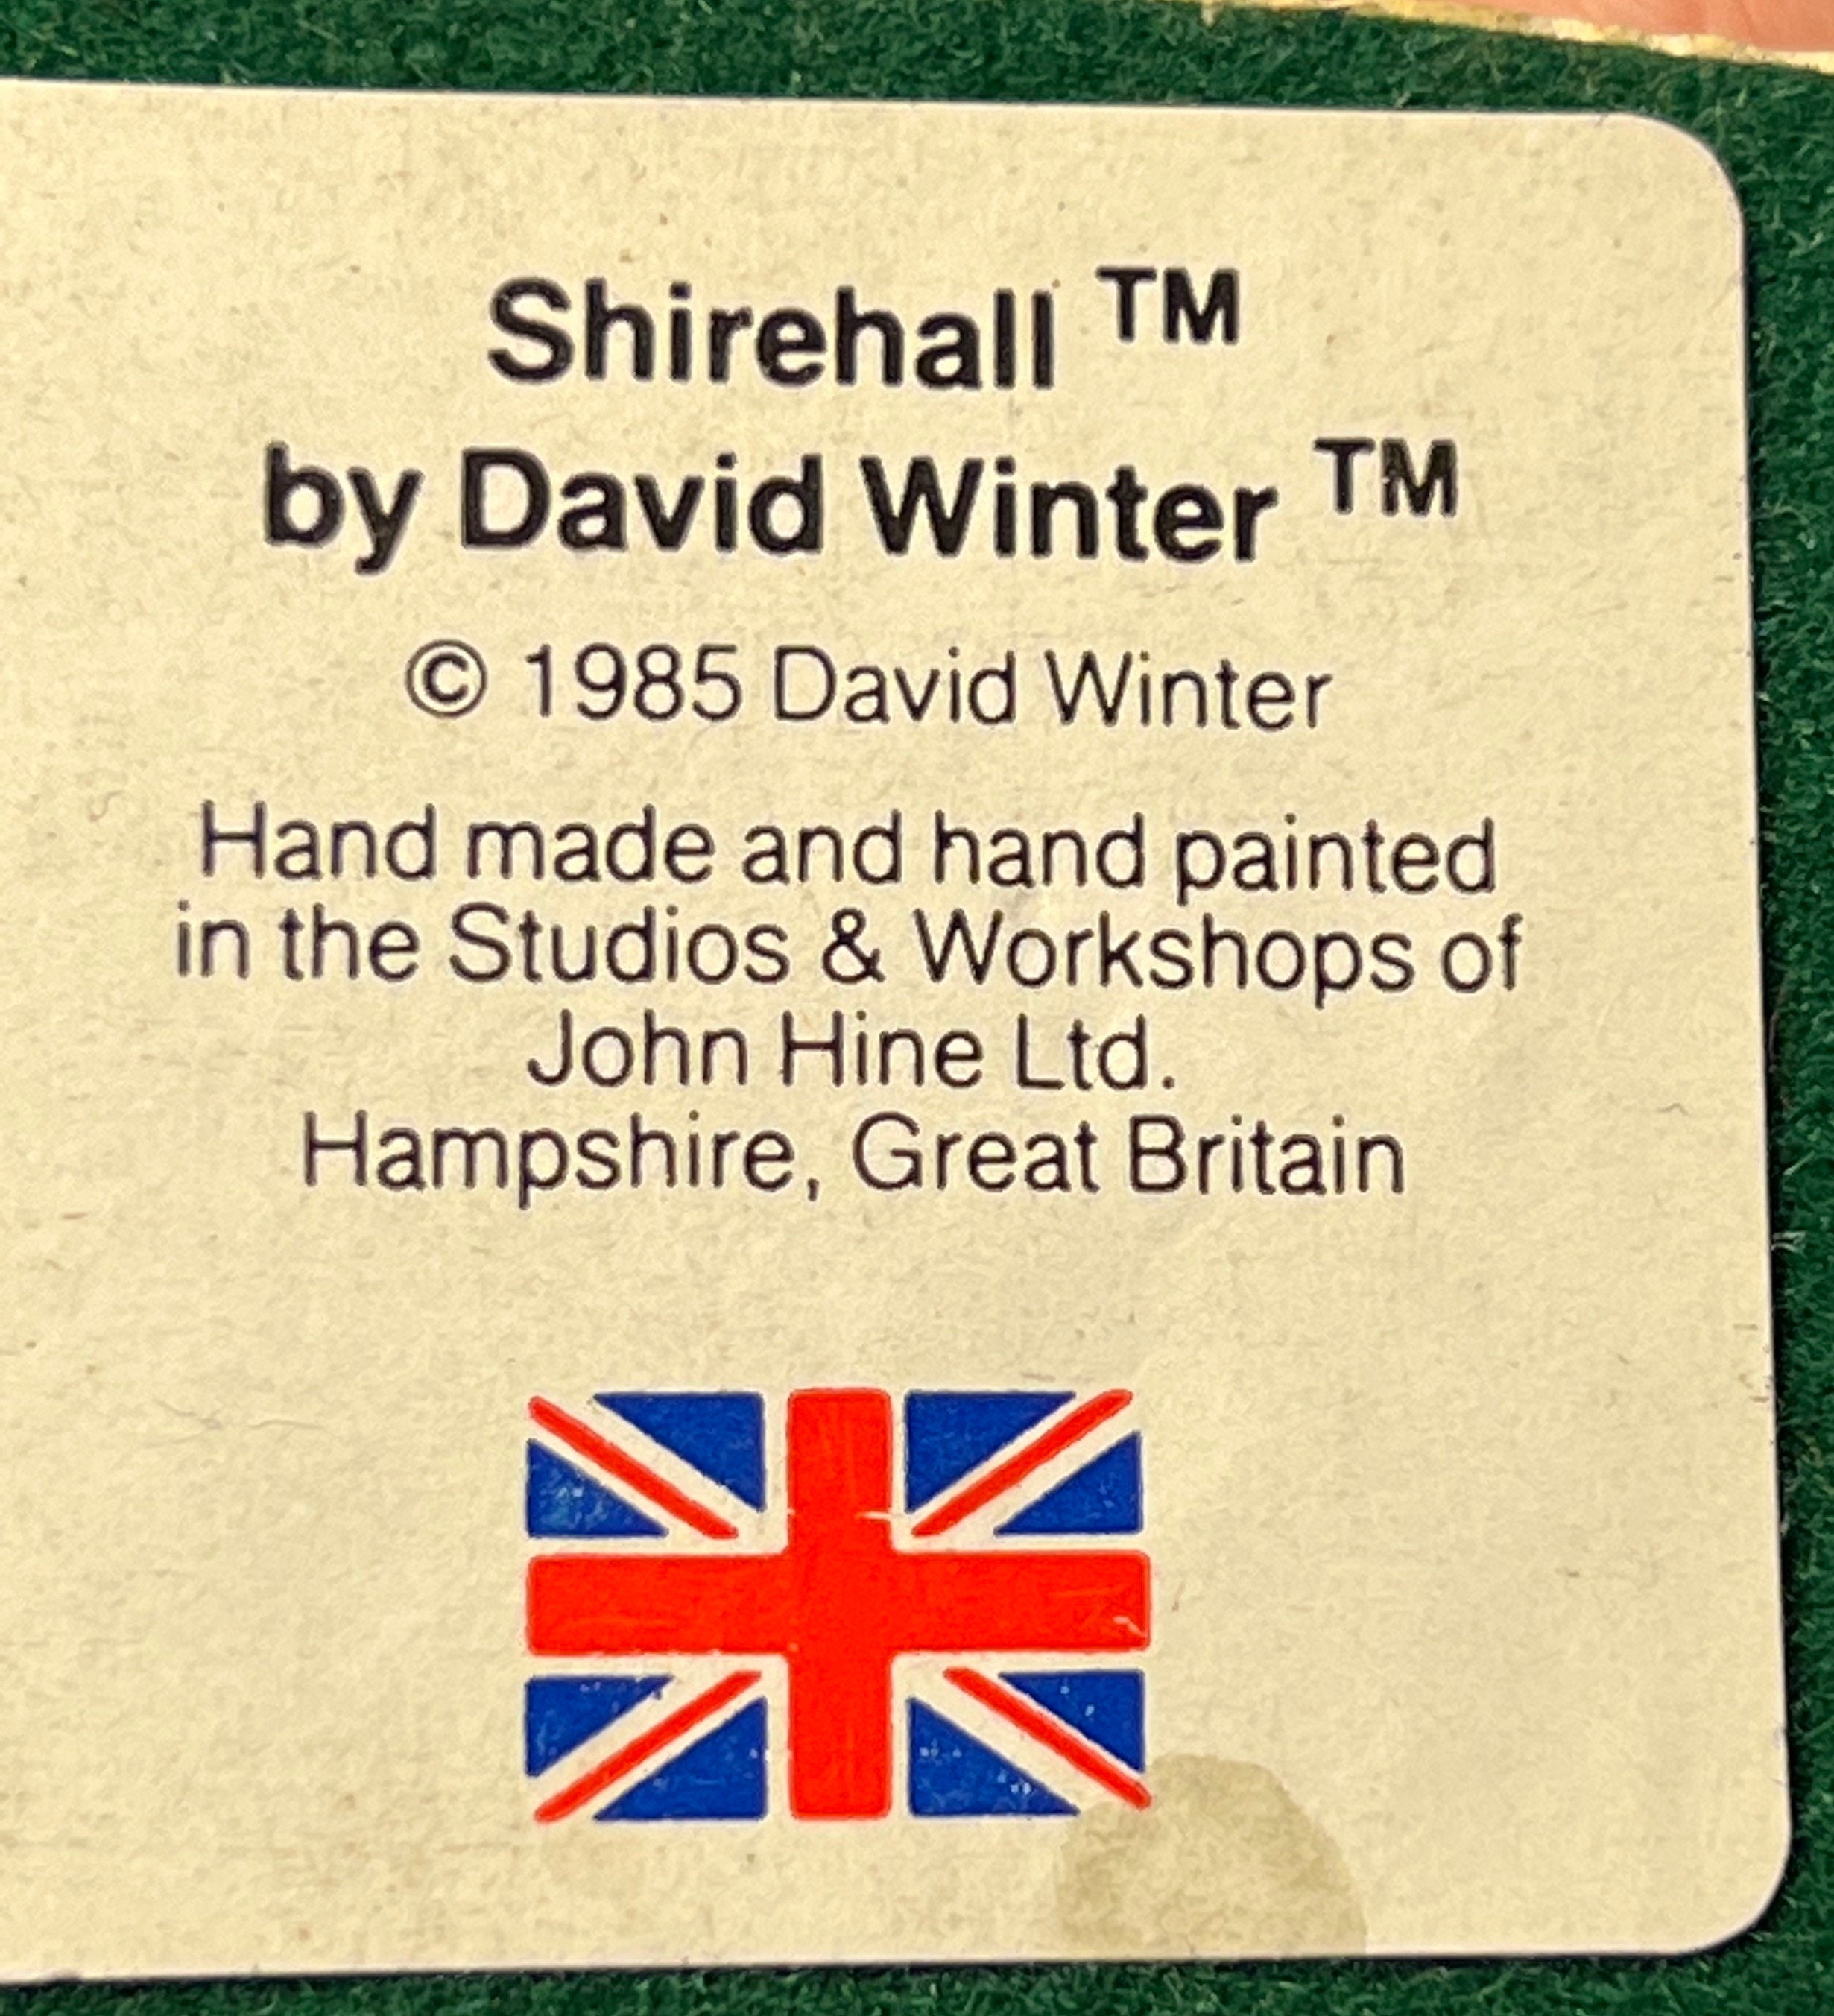 Shirehall ™
by David Winter ™
© 1985 David Winter
Hand made and hand painted
in the Studios & Workshops of
John Hine Ltd.
Hampshire, Great Britain